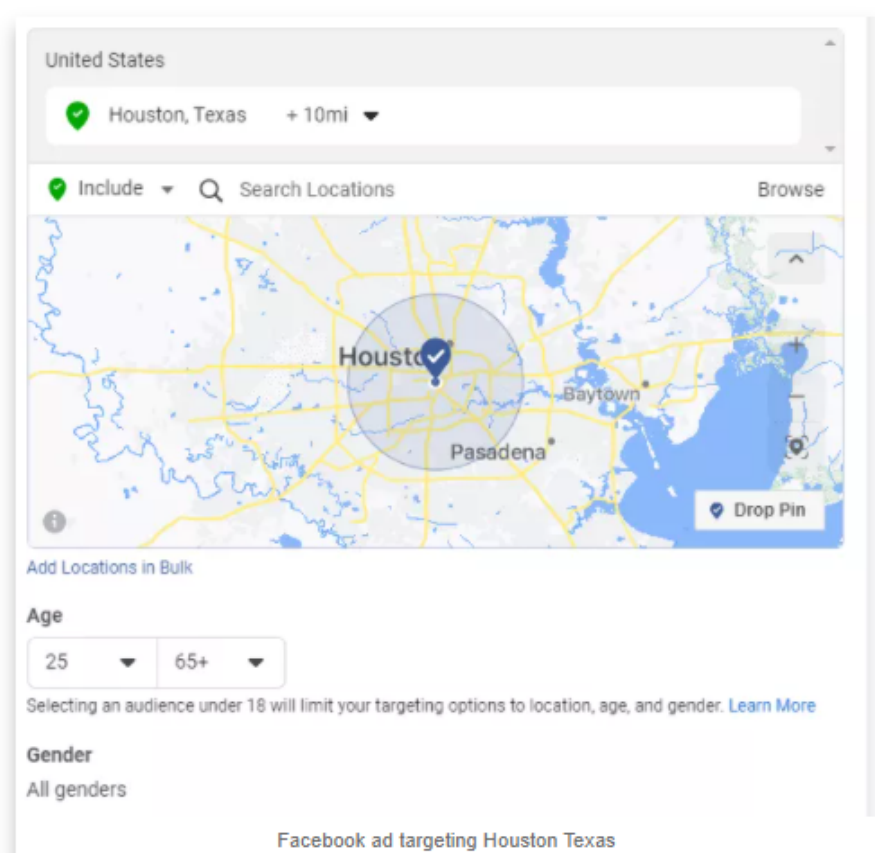 United States
Houston, Texas + 10mi
Include Search Locations Browse
Baytown
Pasadena
Drop Pin
Add Locations in Bulk
Age
25 65+
Selecting an audience under 18 will limit your targeting options to location, age, and gender. Learn More
Gender
All genders
Facebook ad targeting Houston Texas